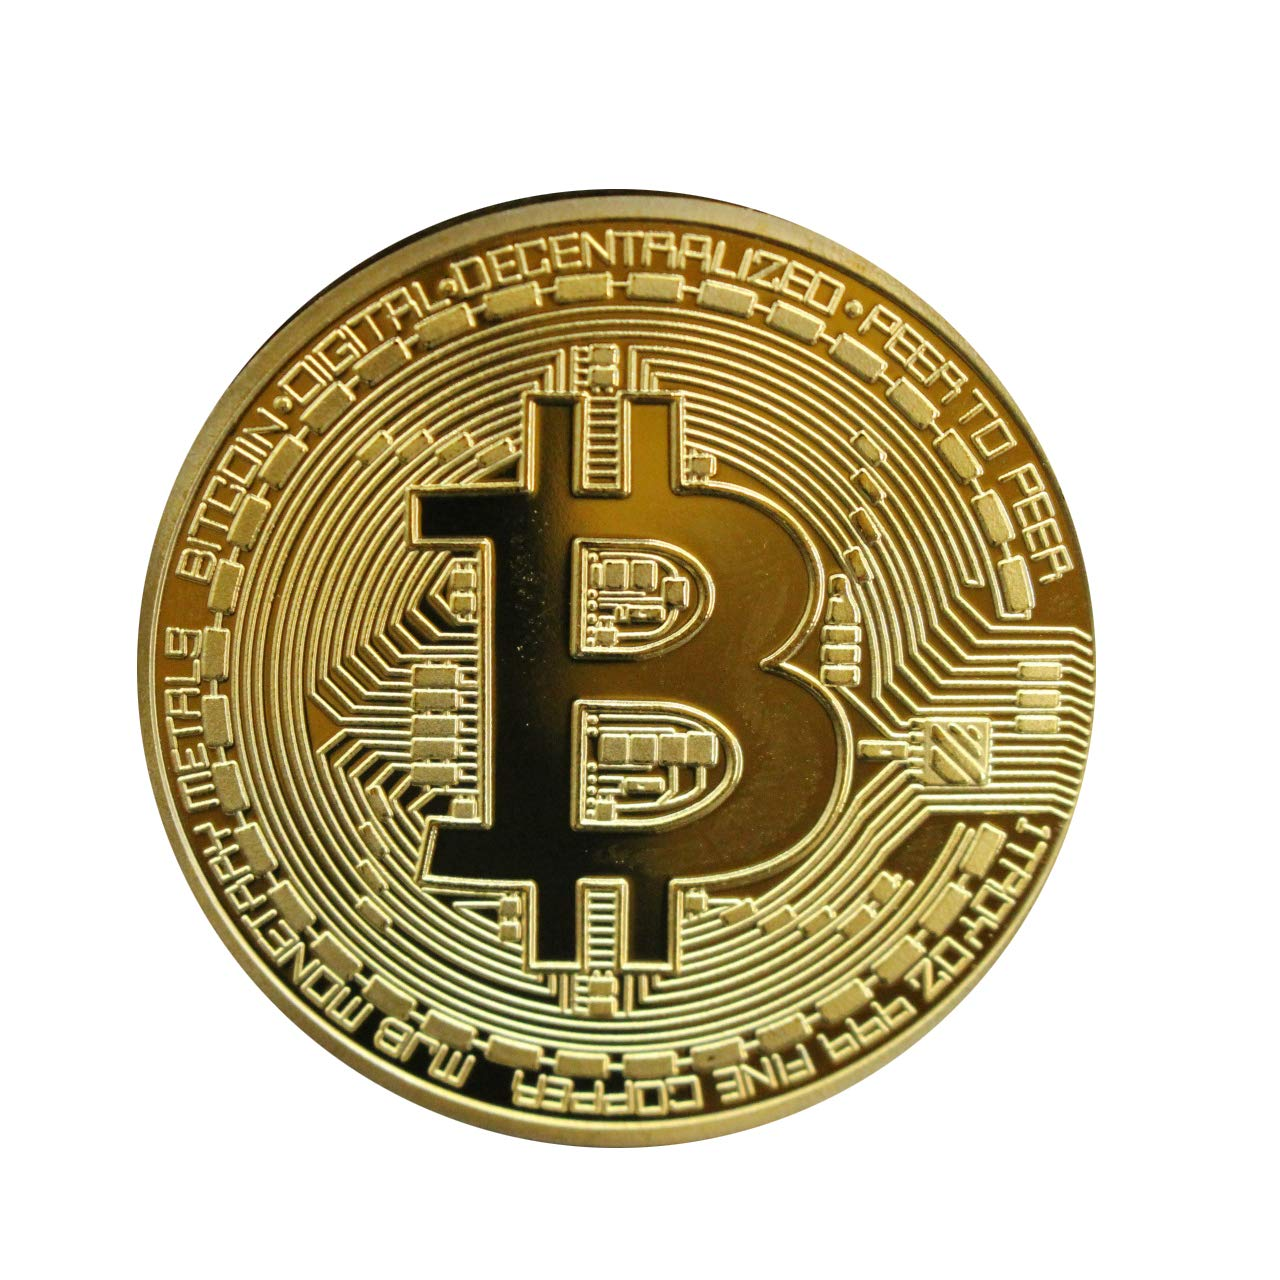 BITCOIN•DIGITAL•DECENTRALIZED•PEER TO PEER
1 TROY OZ. 999 FINE COPPER
MJB MONETARY METALS